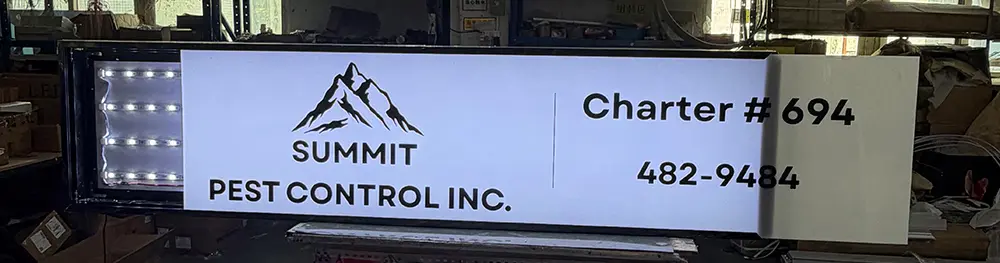 SUMMIT
PEST CONTROL INC.
Charter # 694
482-9484